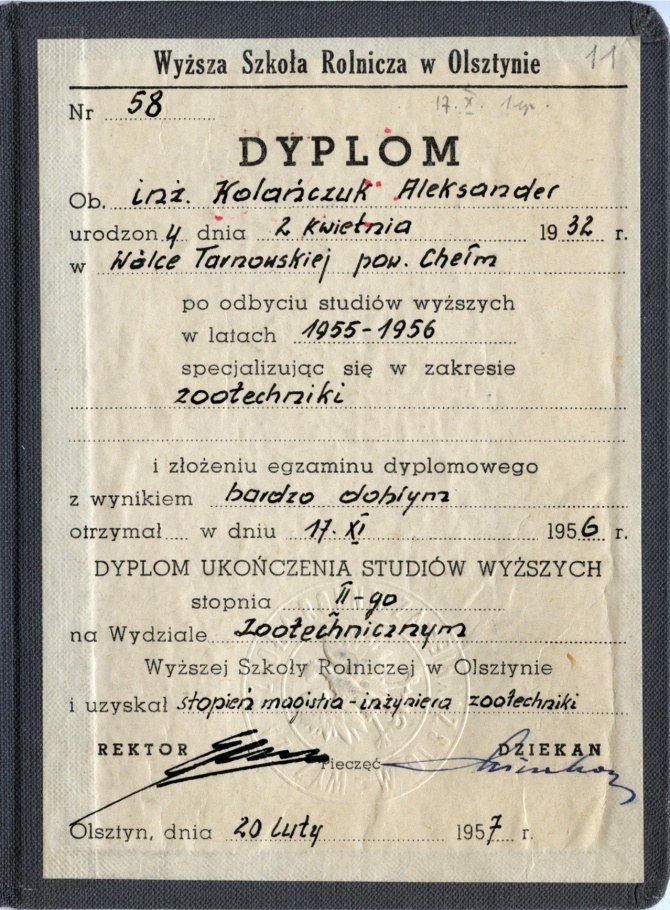 Wyższa Szkoła Rolnicza w Olsztynie
11
Nr 58
17. X. 1 eg.
DYPLOM
Ob. inż. Kolańczuk Aleksander
urodzony dnia 2 kwietnia 1932 r.
w Wólce Tarnowskiej pow. Chełm
po odbyciu studiów wyższych
w latach 1955-1956
specjalizując się w zakresie
zootechniki
i złożeniu egzaminu dyplomowego
z wynikiem bardzo dobrym
otrzymał w dniu 17. XI 1956 r.
DYPLOM UKOŃCZENIA STUDIÓW WYŻSZYCH
stopnia II-go
na Wydziale Zootechnicznym
Wyższej Szkoły Rolniczej w Olsztynie
i uzyskał stopień magistra-inżyniera zootechniki
REKTOR Pieczęć DZIEKAN
Olsztyn, dnia 20 luty 1957 r.